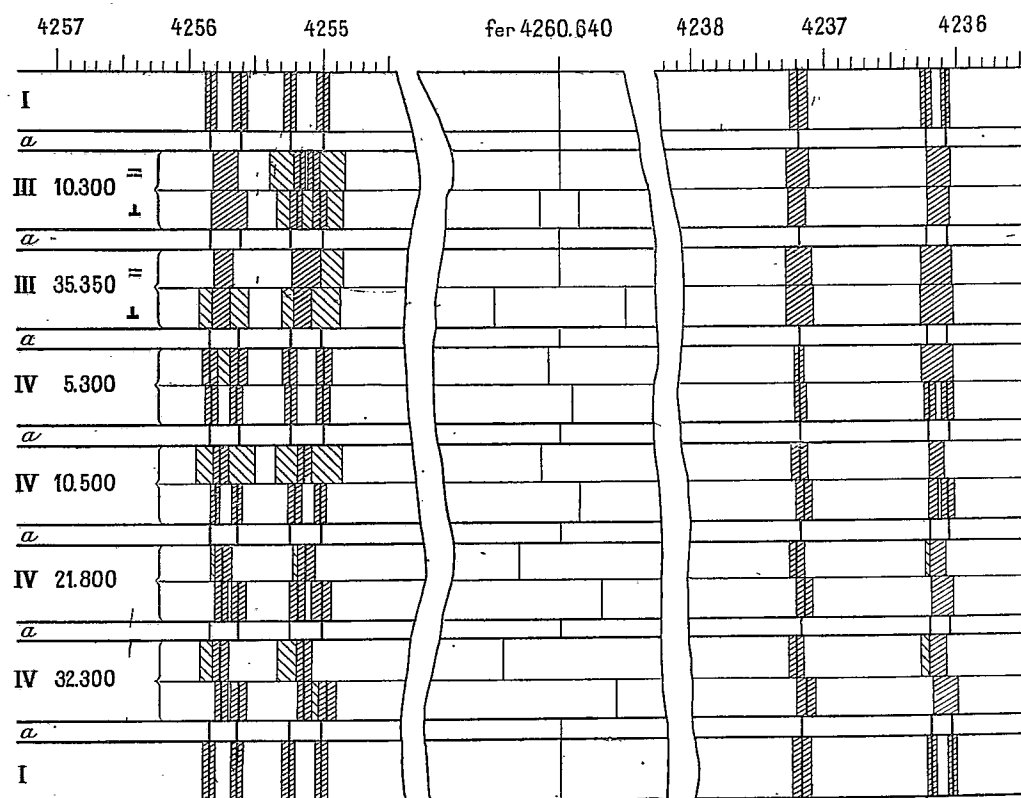 4257 4256 4255 fer 4260.640 4238 4237 4236
I
a
III 10.300 =
⊥
a
III 35.350 =
⊥
a
IV 5.300
a
IV 10.500
a
IV 21.800
a
IV 32.300
a
I